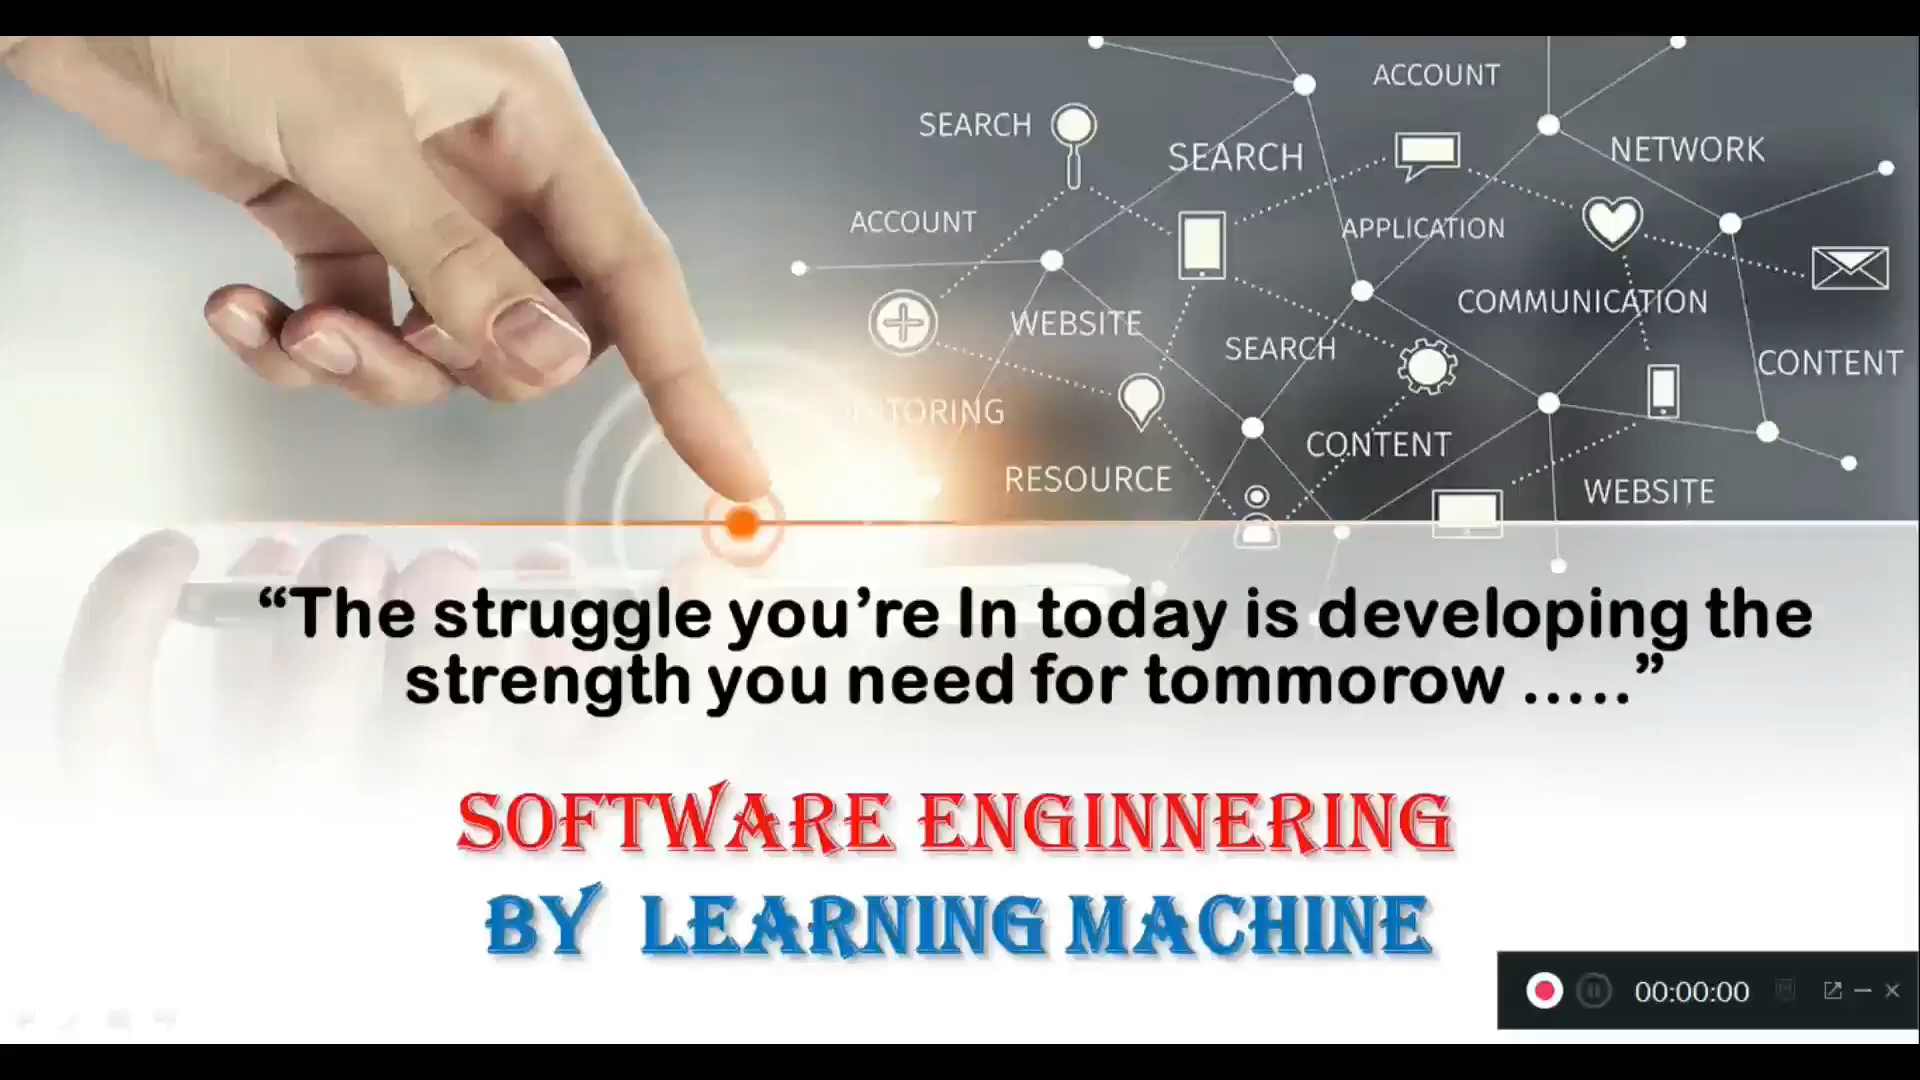 ACCOUNT
SEARCH
SEARCH
NETWORK
ACCOUNT
APPLICATION
COMMUNICATION
WEBSITE
SEARCH
CONTENT
CONTENT
RESOURCE
WEBSITE
“The struggle you’re In today is developing the
strength you need for tommorow .....”
SOFTWARE ENGINNERING
BY LEARNING MACHINE
00:00:00